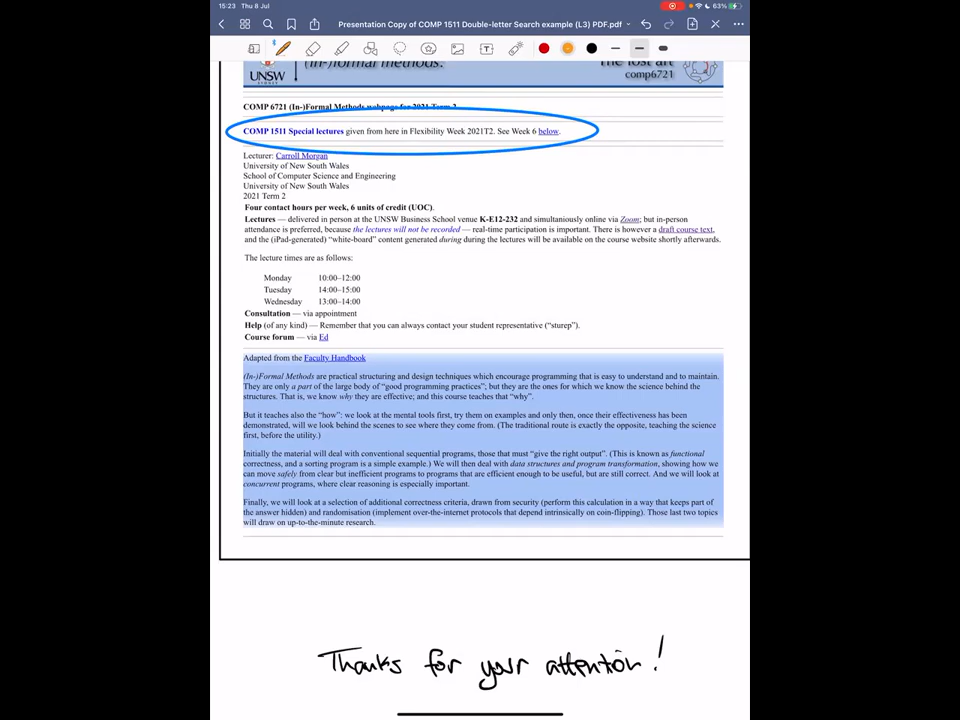 15:23 Thu 8 Jul 63%
Presentation Copy of COMP 1511 Double-letter Search example (L3) PDF.pdf
UNSW
SYDNEY
(in-)formal methods:
The lost art
comp6721
COMP 6721 (In-)Formal Methods webpage for 2021 Term 2
COMP 1511 Special lectures given from here in Flexibility Week 2021T2. See Week 6 below.
Lecturer: Carroll Morgan
University of New South Wales
School of Computer Science and Engineering
University of New South Wales
2021 Term 2
Four contact hours per week, 6 units of credit (UOC).
Lectures — delivered in person at the UNSW Business School venue K-E12-232 and simultaniously online via Zoom; but in-person
attendance is preferred, because the lectures will not be recorded — real-time participation is important. There is however a draft course text,
and the (iPad-generated) “white-board” content generated during during the lectures will be available on the course website shortly afterwards.
The lecture times are as follows:
Monday 10:00–12:00
Tuesday 14:00–15:00
Wednesday 13:00–14:00
Consultation — via appointment
Help (of any kind) — Remember that you can always contact your student representative (“sturep”).
Course forum — via Ed
Adapted from the Faculty Handbook
(In-)Formal Methods are practical structuring and design techniques which encourage programming that is easy to understand and to maintain.
They are only a part of the large body of “good programming practices”; but they are the ones for which we know the science behind the
structures. That is, we know why they are effective; and this course teaches that “why”.
But it teaches also the “how”: we look at the mental tools first, try them on examples and only then, once their effectiveness has been
demonstrated, will we look behind the scenes to see where they come from. (The traditional route is exactly the opposite, teaching the science
first, before the utility.)
Initially the material will deal with conventional sequential programs, those that must “give the right output”. (This is known as functional
correctness, and a sorting program is a simple example.) We will then deal with data structures and program transformation, showing how we
can move safely from clear but inefficient programs to programs that are efficient enough to be useful, but are still correct. And we will look at
concurrent programs, where clear reasoning is especially important.
Finally, we will look at a selection of additional correctness criteria, drawn from security (perform this calculation in a way that keeps part of
the answer hidden) and randomisation (implement over-the-internet protocols that depend intrinsically on coin-flipping). Those last two topics
will draw on up-to-the-minute research.
Thanks for your attention!